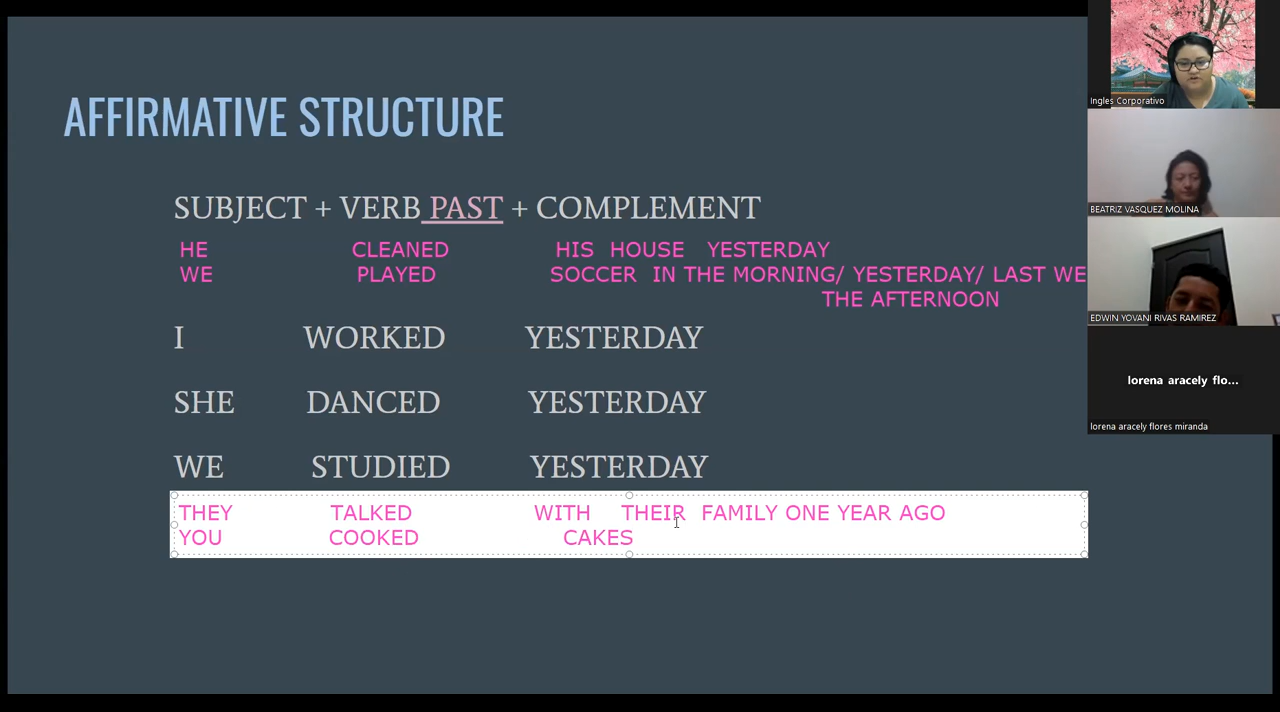 AFFIRMATIVE STRUCTURE
SUBJECT + VERB PAST + COMPLEMENT
HE CLEANED HIS HOUSE YESTERDAY
WE PLAYED SOCCER IN THE MORNING/ YESTERDAY/ LAST WE
THE AFTERNOON
I WORKED YESTERDAY
SHE DANCED YESTERDAY
WE STUDIED YESTERDAY
THEY TALKED WITH THEIR FAMILY ONE YEAR AGO
YOU COOKED CAKES
Ingles Corporativo
BEATRIZ VASQUEZ MOLINA
EDWIN YOVANI RIVAS RAMIREZ
lorena aracely flo...
lorena aracely flores miranda